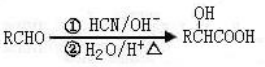 ① HCN/OH⁻
OH
RCHO → RCHCOOH
② H₂O/H⁺△